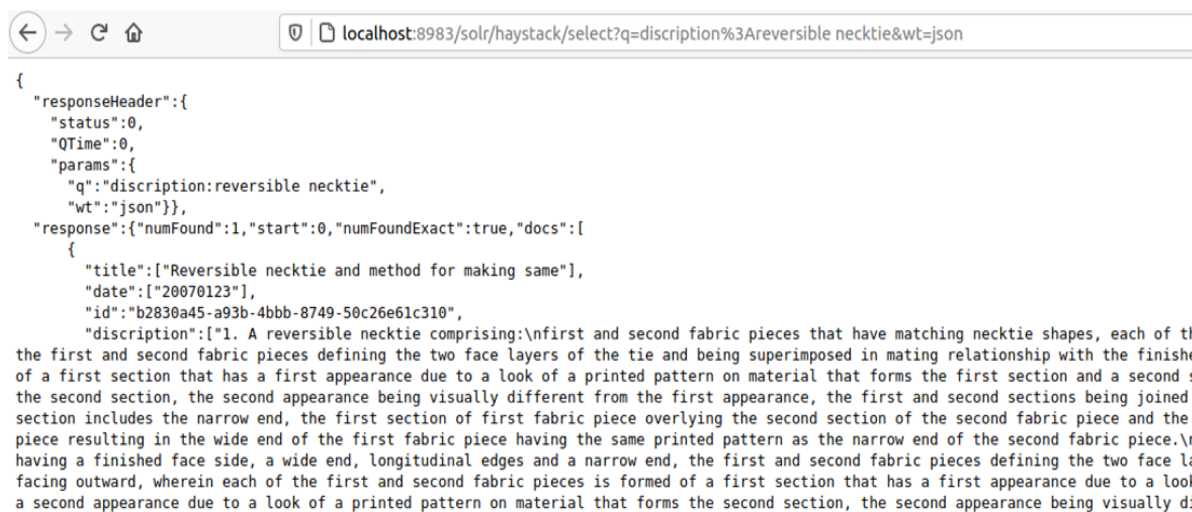 localhost:8983/solr/haystack/select?q=discription%3Areversible necktie&wt=json
{
"responseHeader":{
"status":0,
"QTime":0,
"params":{
"q":"discription:reversible necktie",
"wt":"json"}},
"response":{"numFound":1,"start":0,"numFoundExact":true,"docs":[
{
"title":["Reversible necktie and method for making same"],
"date":["20070123"],
"id":"b2830a45-a93b-4bbb-8749-50c26e61c310",
"discription":["1. A reversible necktie comprising:\nfirst and second fabric pieces that have matching necktie shapes, each of
the first and second fabric pieces defining the two face layers of the tie and being superimposed in mating relationship with the
of a first section that has a first appearance due to a look of a printed pattern on material that forms the first section and a second
the second section, the second appearance being visually different from the first appearance, the first and second sections being joined
section includes the narrow end, the first section of first fabric piece overlying the second section of the second fabric piece and the
piece resulting in the wide end of the first fabric piece having the same printed pattern as the narrow end of the second fabric piece.
having a finished face side, a wide end, longitudinal edges and a narrow end, the first and second fabric pieces defining the two face
facing outward, wherein each of the first and second fabric pieces is formed of a first section that has a first appearance due to a
a second appearance due to a look of a printed pattern on material that forms the second section, the second appearance being visually